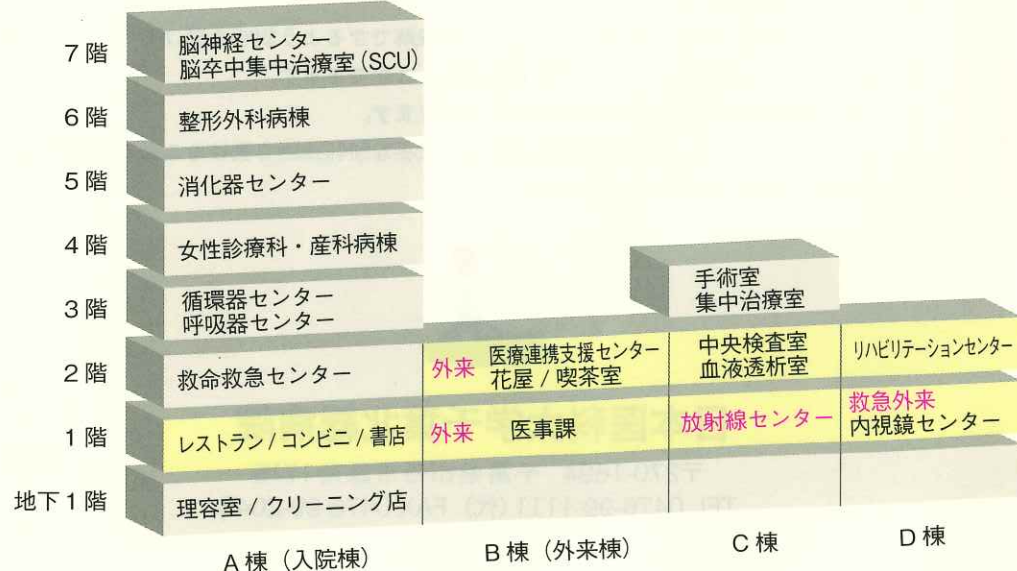 7階
脳神経センター
脳卒中集中治療室(SCU)
6階
整形外科病棟
5階
消化器センター
4階
女性診療科・産科病棟
3階
循環器センター
呼吸器センター
手術室
集中治療室
2階
救命救急センター
外来
医療連携支援センター
花屋 / 喫茶室
中央検査室
血液透析室
リハビリテーションセンター
1階
レストラン / コンビニ / 書店
外来
医事課
放射線センター
救急外来
内視鏡センター
地下1階
理容室 / クリーニング店
A棟（入院棟）
B棟（外来棟）
C棟
D棟